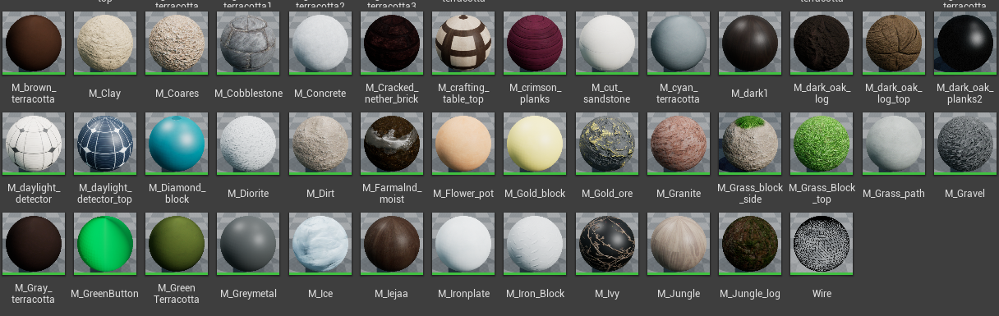 top
terracotta
terracotta1
terracotta2
terracotta3
terracotta
terracotta
terracotta
M_brown_
terracotta
M_Clay
M_Coares
M_Cobblestone
M_Concrete
M_Cracked_
nether_brick
M_crafting_
table_top
M_crimson_
planks
M_cut_
sandstone
M_cyan_
terracotta
M_dark1
M_dark_oak_
log
M_dark_oak_
log_top
M_dark_oak_
planks2
M_daylight_
detector
M_daylight_
detector_top
M_Diamond_
block
M_Diorite
M_Dirt
M_Farmalnd_
moist
M_Flower_pot
M_Gold_block
M_Gold_ore
M_Granite
M_Grass_block
_side
M_Grass_Block
_top
M_Grass_path
M_Gravel
M_Gray_
terracotta
M_GreenButton
M_Green
Terracotta
M_Greymetal
M_Ice
M_Iejaa
M_Ironplate
M_Iron_Block
M_Ivy
M_Jungle
M_Jungle_log
Wire